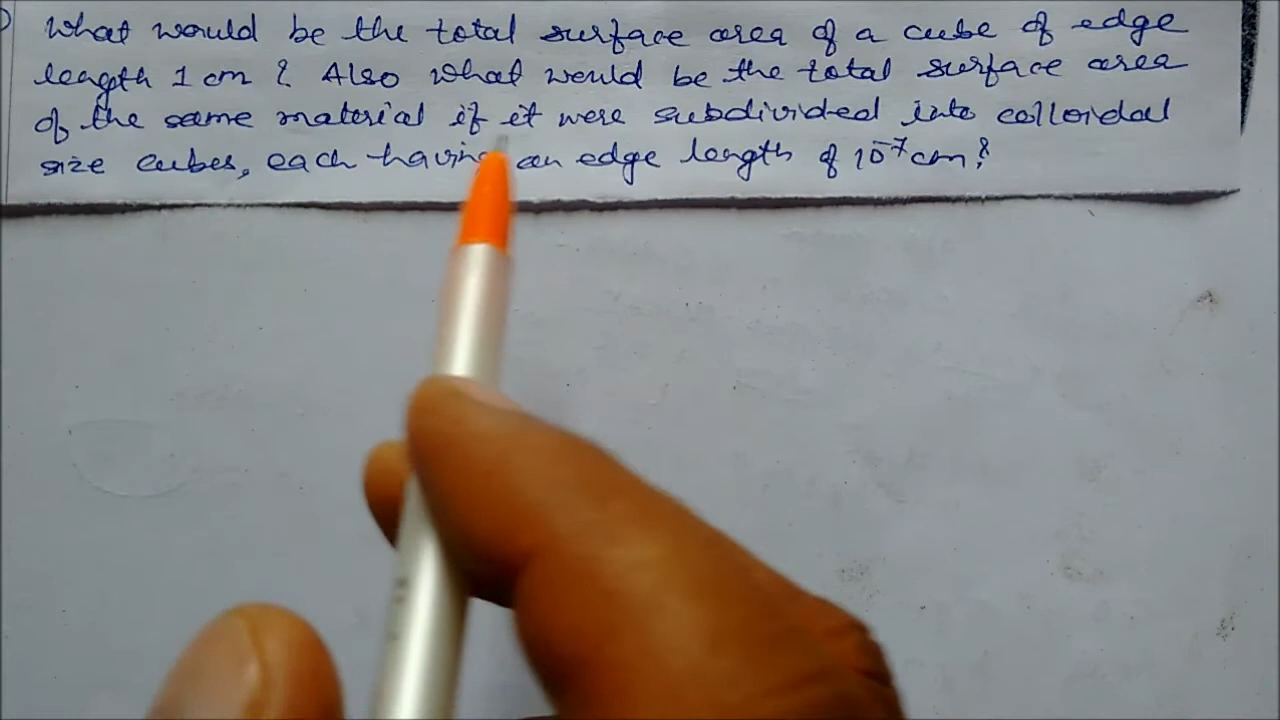 What would be the total surface area of a cube of edge
length 1 cm? Also what would be the total surface area
of the same material if it were subdivided into colloidal
size cubes, each having an edge length of 10⁻⁷ cm?